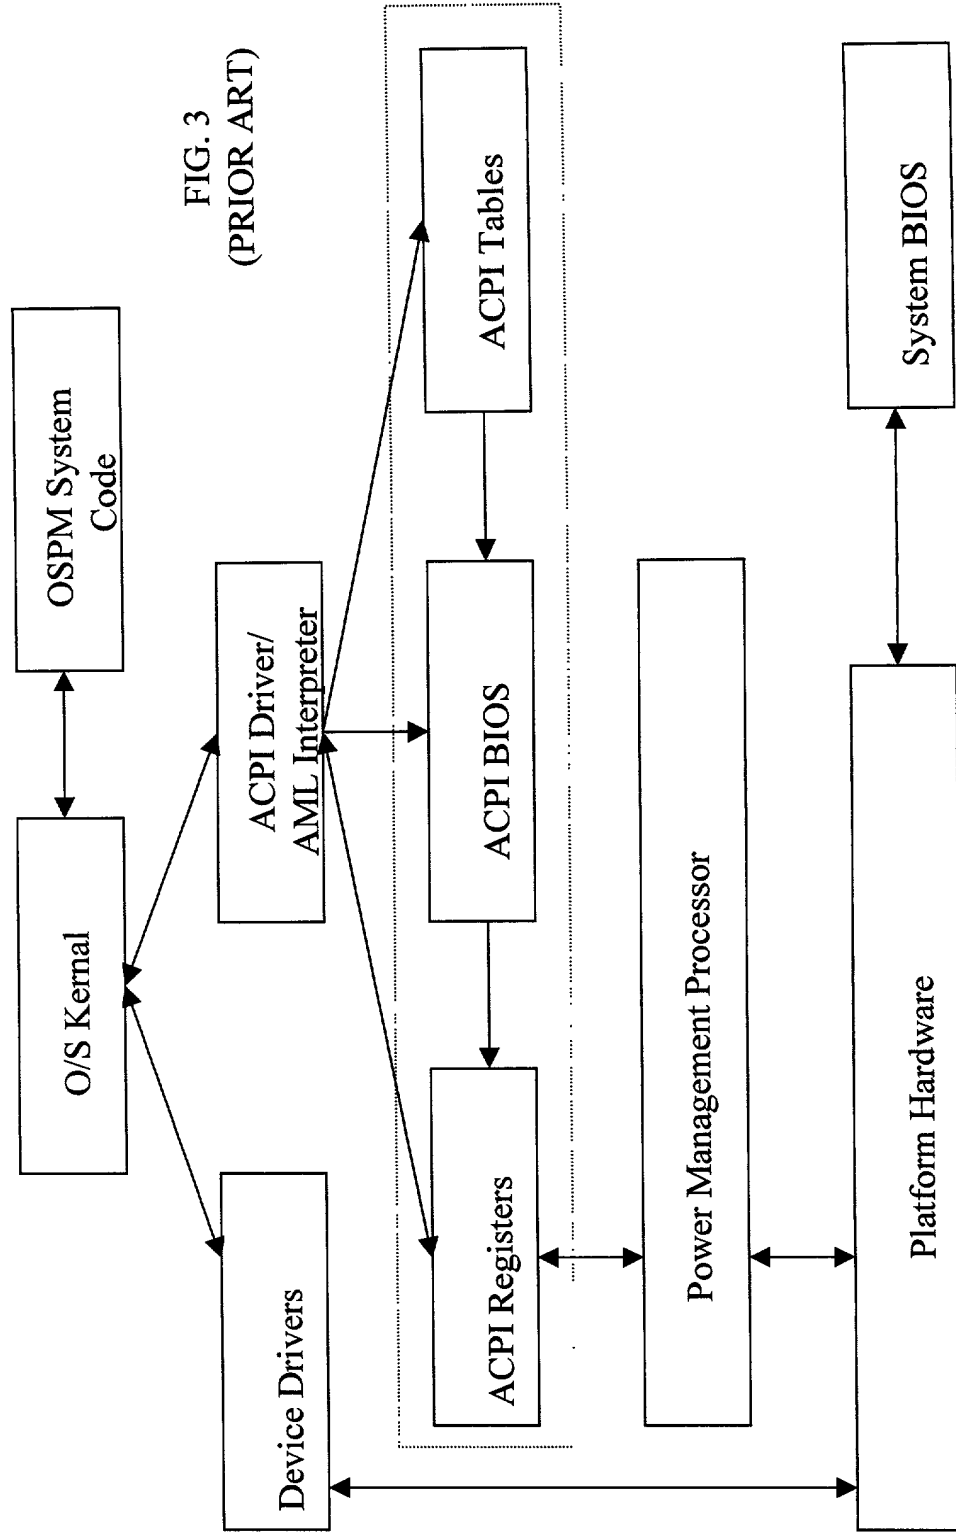 FIG. 3
(PRIOR ART)
OSPM System
Code
O/S Kernal
ACPI Driver/
AML Interpreter
Device Drivers
ACPI Tables
ACPI BIOS
ACPI Registers
Power Management Processor
System BIOS
Platform Hardware